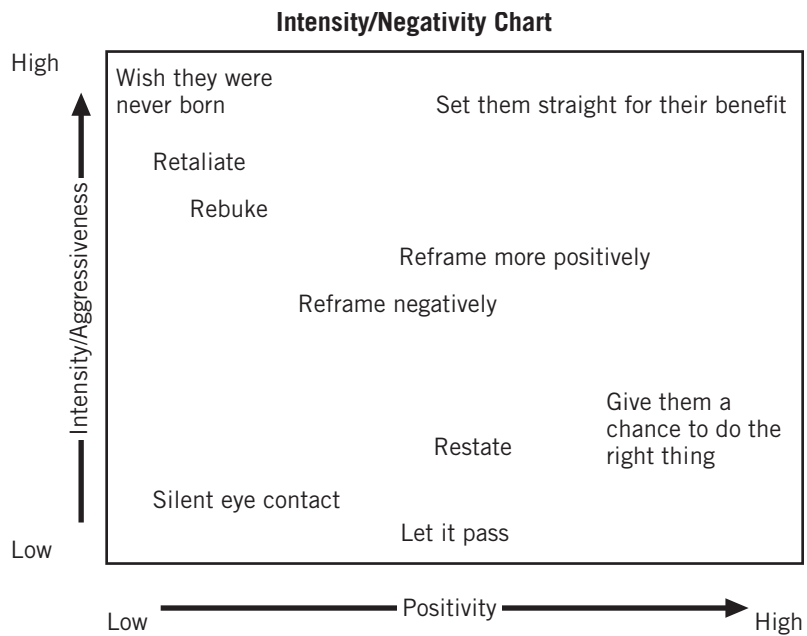 Intensity/Negativity Chart
High
Wish they were
never born
Set them straight for their benefit
Retaliate
Rebuke
Reframe more positively
Reframe negatively
Intensity/Aggressiveness
Give them a
chance to do the
right thing
Restate
Silent eye contact
Let it pass
Low
Low
Positivity
High